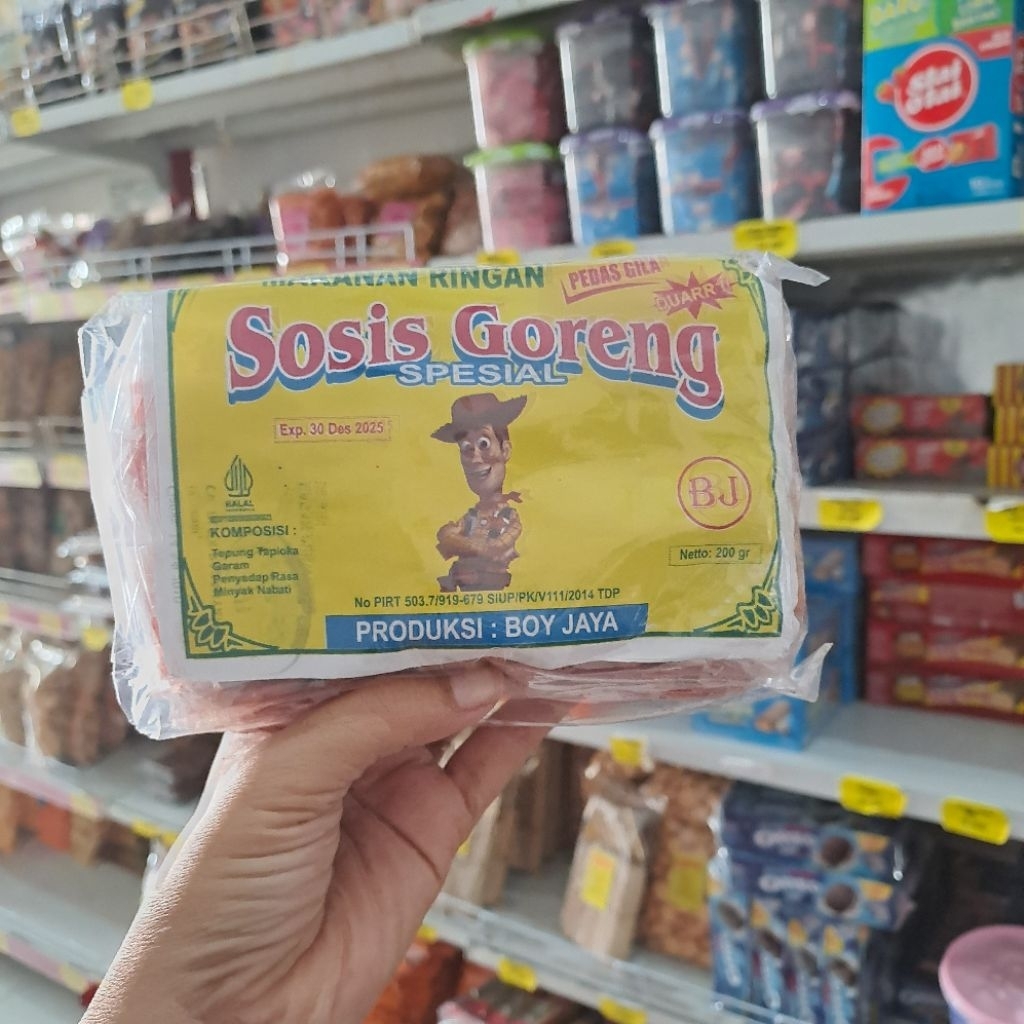 MAKANAN RINGAN
PEDAS GILA
DUARR
Sosis Goreng
SPESIAL
Exp. 30 Des 2025
HALAL
KOMPOSISI :
Tepung Tapioka
Garam
Penyedap Rasa
Minyak Nabati
BJ
Netto: 200 gr
No PIRT 503.7/919-679 SIUP/PK/V111/2014 TDP
PRODUKSI : BOY JAYA